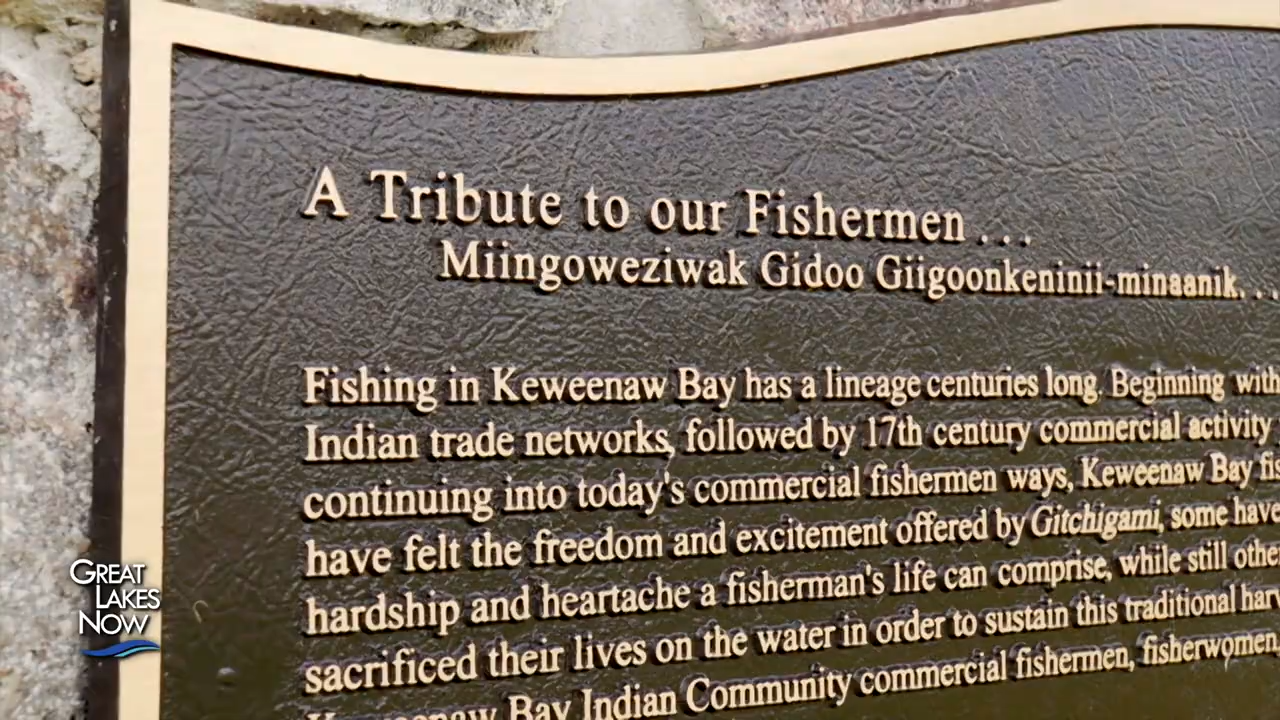 A Tribute to our Fishermen . . .
Miingoweziwak Gidoo Giigoonkeninii-minaanik. . .
Fishing in Keweenaw Bay has a lineage centuries long. Beginning with
Indian trade networks, followed by 17th century commercial activity
continuing into today's commercial fishermen ways, Keweenaw Bay
have felt the freedom and excitement offered by Gitchigami, some have
hardship and heartache a fisherman's life can comprise, while still
sacrificed their lives on the water in order to sustain this traditional
Keweenaw Bay Indian Community commercial fishermen, fisherwomen,
GREAT
LAKES
NOW